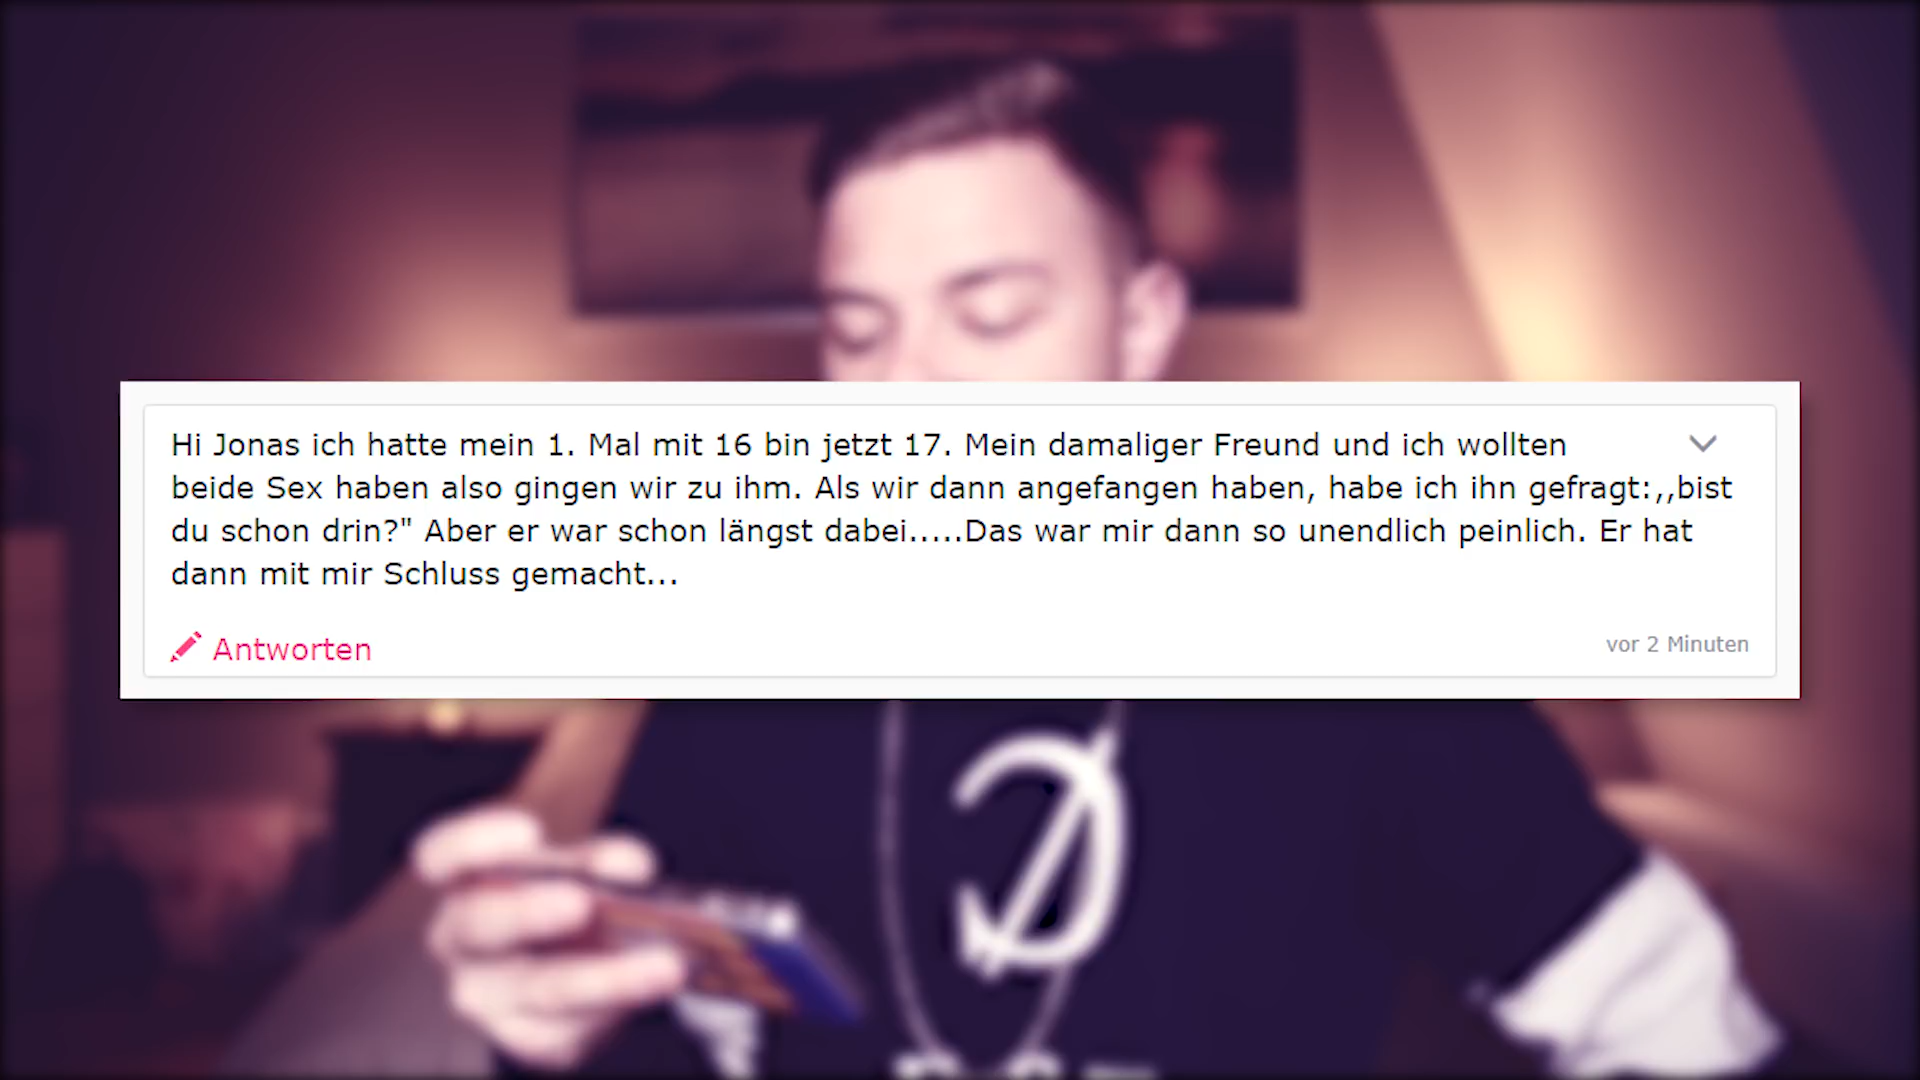 Hi Jonas ich hatte mein 1. Mal mit 16 bin jetzt 17. Mein damaliger Freund und ich wollten
beide Sex haben also gingen wir zu ihm. Als wir dann angefangen haben, habe ich ihn gefragt:,,bist
du schon drin?" Aber er war schon längst dabei.....Das war mir dann so unendlich peinlich. Er hat
dann mit mir Schluss gemacht...
Antworten
vor 2 Minuten